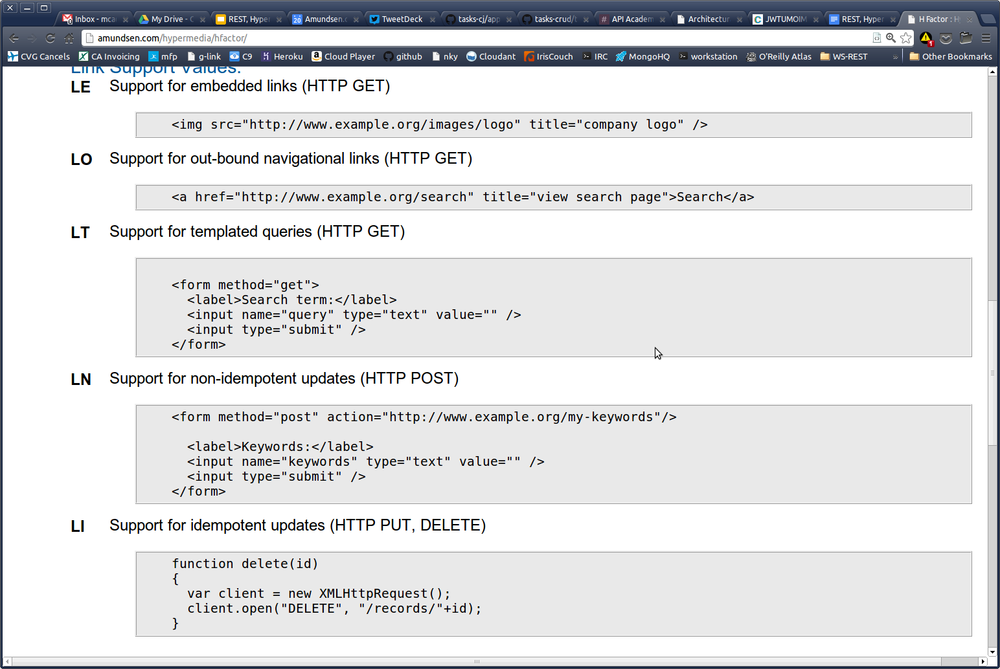 Inbox - mca
My Drive - C
REST, Hyper
Amundsen.c
TweetDeck
tasks-cj/app
tasks-crud/t
API Academ
Architectur
JWTUMOIM
REST, Hyper
H Factor : H
amundsen.com/hypermedia/hfactor/
CVG Cancels CA Invoicing mfp g-link C9 Heroku Cloud Player github nky Cloudant IrisCouch IRC MongoHQ workstation O'Reilly Atlas WS-REST » Other Bookmarks
Link Support Values:
LE Support for embedded links (HTTP GET)
<img src="http://www.example.org/images/logo" title="company logo" />
LO Support for out-bound navigational links (HTTP GET)
<a href="http://www.example.org/search" title="view search page">Search</a>
LT Support for templated queries (HTTP GET)
<form method="get">
<label>Search term:</label>
<input name="query" type="text" value="" />
<input type="submit" />
</form>
LN Support for non-idempotent updates (HTTP POST)
<form method="post" action="http://www.example.org/my-keywords"/>
<label>Keywords:</label>
<input name="keywords" type="text" value="" />
<input type="submit" />
</form>
LI Support for idempotent updates (HTTP PUT, DELETE)
function delete(id)
{
var client = new XMLHttpRequest();
client.open("DELETE", "/records/"+id);
}